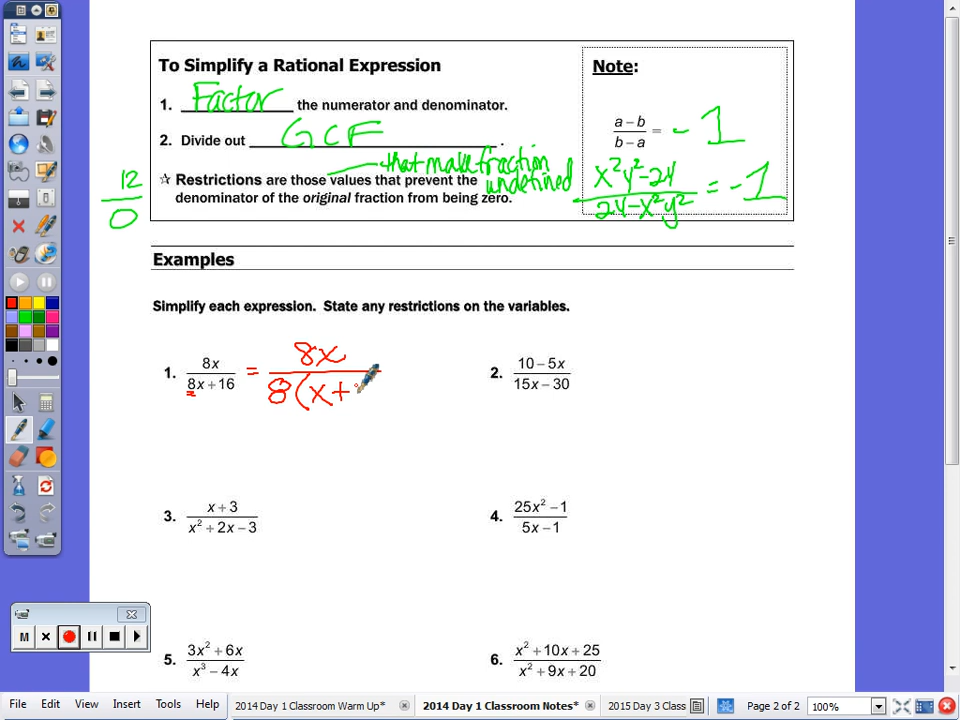 To Simplify a Rational Expression
1. Factor the numerator and denominator.
2. Divide out GCF .
that make fraction undefined
☆ Restrictions are those values that prevent the
denominator of the original fraction from being zero.
12/0
Note:
(a – b)/(b – a) = -1
(x²y²-24)/(24-x²y²) = -1
Examples
Simplify each expression. State any restrictions on the variables.
1. 8x/(8x + 16) = 8x/8(x+
2. (10 – 5x)/(15x – 30)
3. (x + 3)/(x² + 2x – 3)
4. (25x² – 1)/(5x – 1)
M
5. (3x² + 6x)/(x³ – 4x)
6. (x² + 10x + 25)/(x² + 9x + 20)
File Edit View Insert Tools Help 2014 Day 1 Classroom Warm Up* 2014 Day 1 Classroom Notes* 2015 Day 3 Class Page 2 of 2 100%